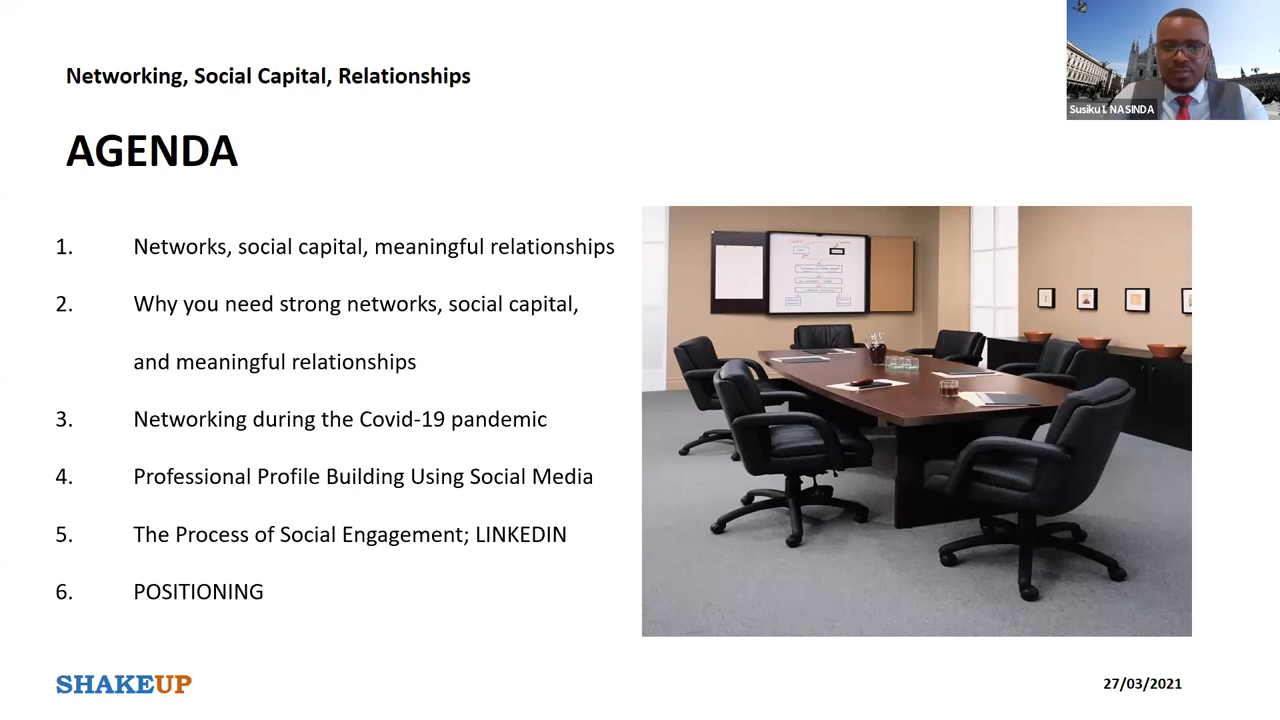 Networking, Social Capital, Relationships
Susiku I. NASINDA
AGENDA
1. Networks, social capital, meaningful relationships
2. Why you need strong networks, social capital,
and meaningful relationships
3. Networking during the Covid-19 pandemic
4. Professional Profile Building Using Social Media
5. The Process of Social Engagement; LINKEDIN
6. POSITIONING
SHAKEUP
27/03/2021